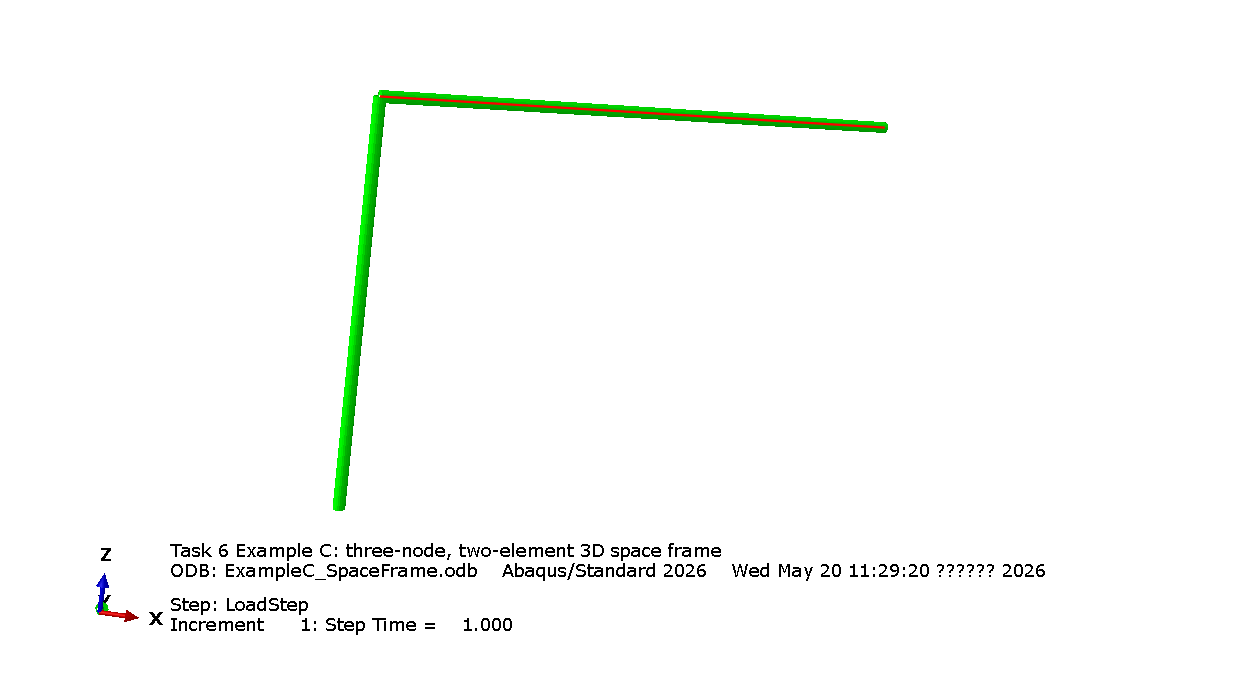 Task 6 Example C: three-node, two-element 3D space frame
ODB: ExampleC_SpaceFrame.odb    Abaqus/Standard 2026    Wed May 20 11:29:20 ?????? 2026
Z
Y
X
Step: LoadStep
Increment      1: Step Time =    1.000